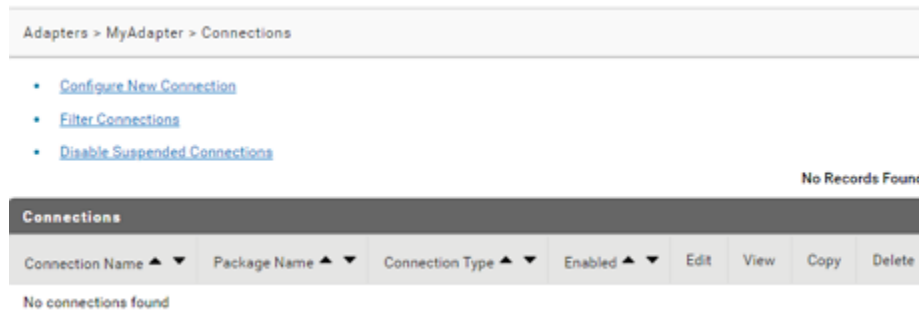 Adapters > MyAdapter > Connections
Configure New Connection
Filter Connections
Disable Suspended Connections
No Records Found
Connections
Connection Name ▲ ▼ Package Name ▲ ▼ Connection Type ▲ ▼ Enabled ▲ ▼ Edit View Copy Delete
No connections found